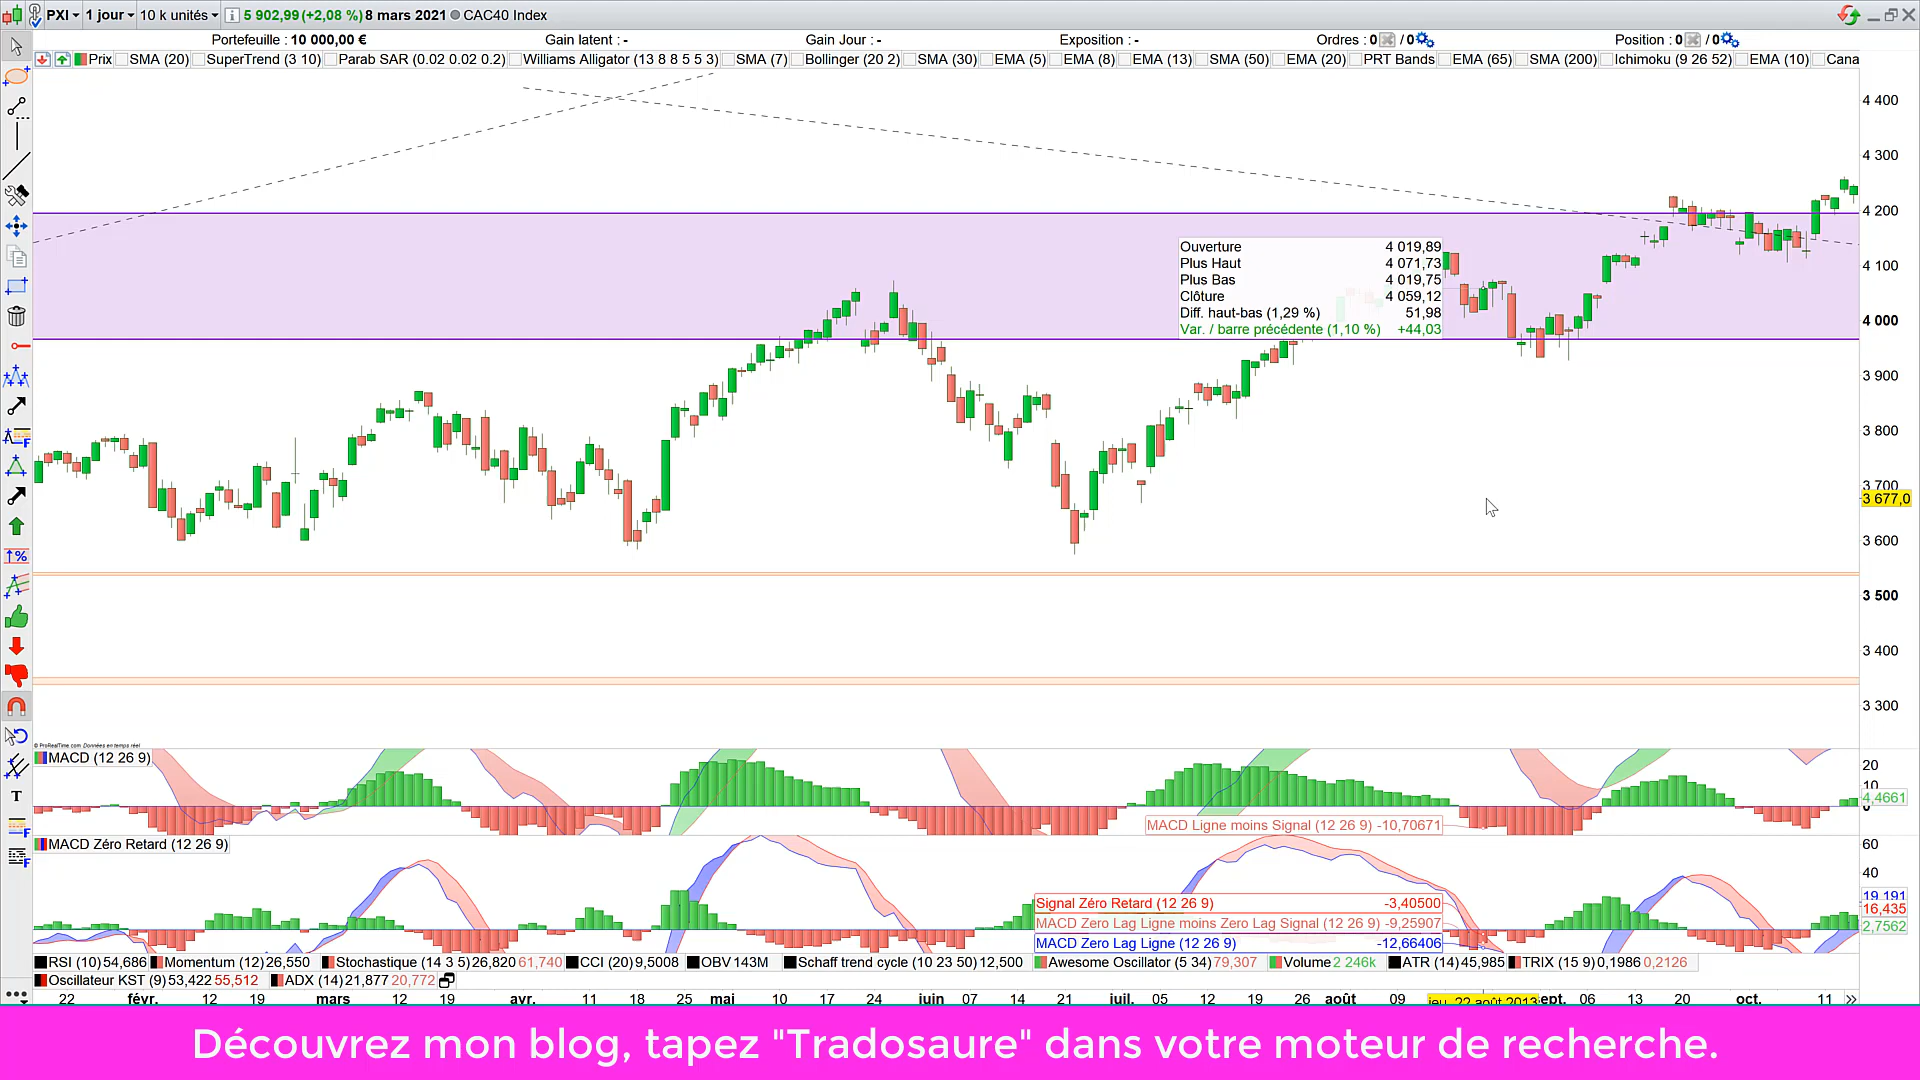 PXI 1 jour 10 k unités 5 902,99 (+2,08 %) 8 mars 2021 CAC40 Index
Portefeuille : 10 000,00 € Gain latent : - Gain Jour : - Exposition : - Ordres : 0 / 0 Position : 0 / 0
Prix SMA (20) SuperTrend (3 10) Parab SAR (0.02 0.02 0.2) Williams Alligator (13 8 8 5 5 3) SMA (7) Bollinger (20 2) SMA (30) EMA (5) EMA (8) EMA (13) SMA (50) EMA (20) PRT Bands EMA (65) SMA (200) Ichimoku (9 26 52) EMA (10) Cana
4 400
4 300
4 200
4 100
4 000
3 900
3 800
3 700
3 677,0
3 600
3 500
3 400
3 300
Ouverture 4 019,89
Plus Haut 4 071,73
Plus Bas 4 019,75
Clôture 4 059,12
Diff. haut-bas (1,29 %) 51,98
Var. / barre précédente (1,10 %) +44,03
© ProRealTime.com Données en temps réel
MACD (12 26 9)
20
10
4,4661
0
MACD Ligne moins Signal (12 26 9) -10,70671
MACD Zéro Retard (12 26 9)
60
40
19,191
16,435
2,7562
Signal Zéro Retard (12 26 9) -3,40500
MACD Zero Lag Ligne moins Zero Lag Signal (12 26 9) -9,25907
MACD Zero Lag Ligne (12 26 9) -12,66406
RSI (10) 54,686 Momentum (12) 26,550 Stochastique (14 3 5) 26,820 61,740 CCI (20) 9,5008 OBV 143M Schaff trend cycle (10 23 50) 12,500 Awesome Oscillator (5 34) 79,307 Volume 2 246k ATR (14) 45,985 TRIX (15 9) 0,1986 0,2126
Oscillateur KST (9) 53,422 55,512 ADX (14) 21,877 20,772
22 févr. 12 19 mars 12 19 avr. 11 18 25 mai 10 17 24 juin 07 14 21 juil. 05 12 19 26 août 09 jeu. 22 août 2013 ept. 06 13 20 oct. 11 »
Découvrez mon blog, tapez "Tradosaure" dans votre moteur de recherche.